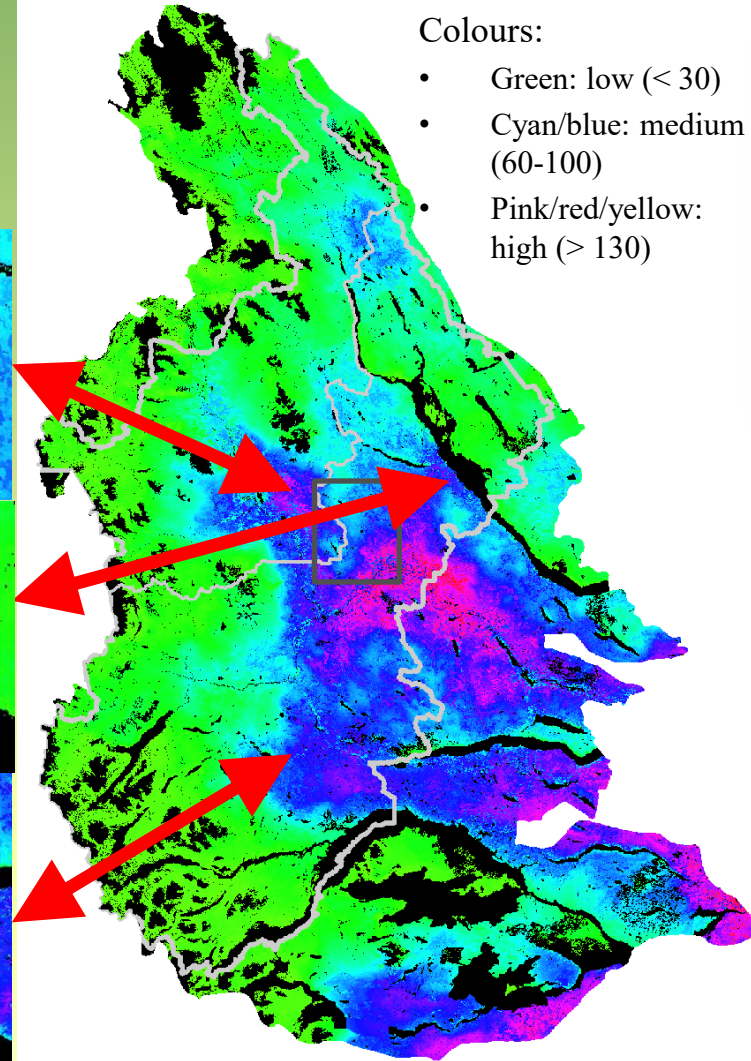 Colours:
• Green: low (< 30)
• Cyan/blue: medium
(60-100)
• Pink/red/yellow:
high (> 130)